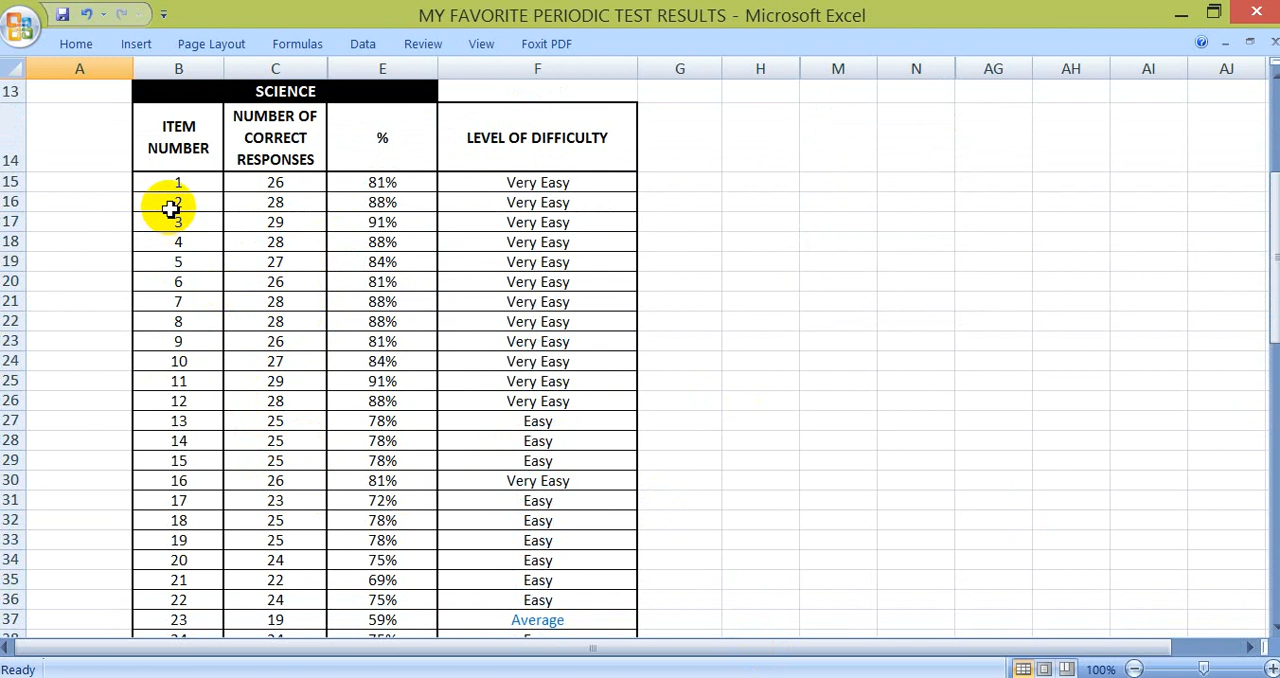 MY FAVORITE PERIODIC TEST RESULTS - Microsoft Excel
Home Insert Page Layout Formulas Data Review View Foxit PDF
A B C E F G H M N AG AH AI AJ
13 SCIENCE
14 ITEM NUMBER NUMBER OF CORRECT RESPONSES % LEVEL OF DIFFICULTY
15 1 26 81% Very Easy
16 2 28 88% Very Easy
17 3 29 91% Very Easy
18 4 28 88% Very Easy
19 5 27 84% Very Easy
20 6 26 81% Very Easy
21 7 28 88% Very Easy
22 8 28 88% Very Easy
23 9 26 81% Very Easy
24 10 27 84% Very Easy
25 11 29 91% Very Easy
26 12 28 88% Very Easy
27 13 25 78% Easy
28 14 25 78% Easy
29 15 25 78% Easy
30 16 26 81% Very Easy
31 17 23 72% Easy
32 18 25 78% Easy
33 19 25 78% Easy
34 20 24 75% Easy
35 21 22 69% Easy
36 22 24 75% Easy
37 23 19 59% Average
Ready 100%